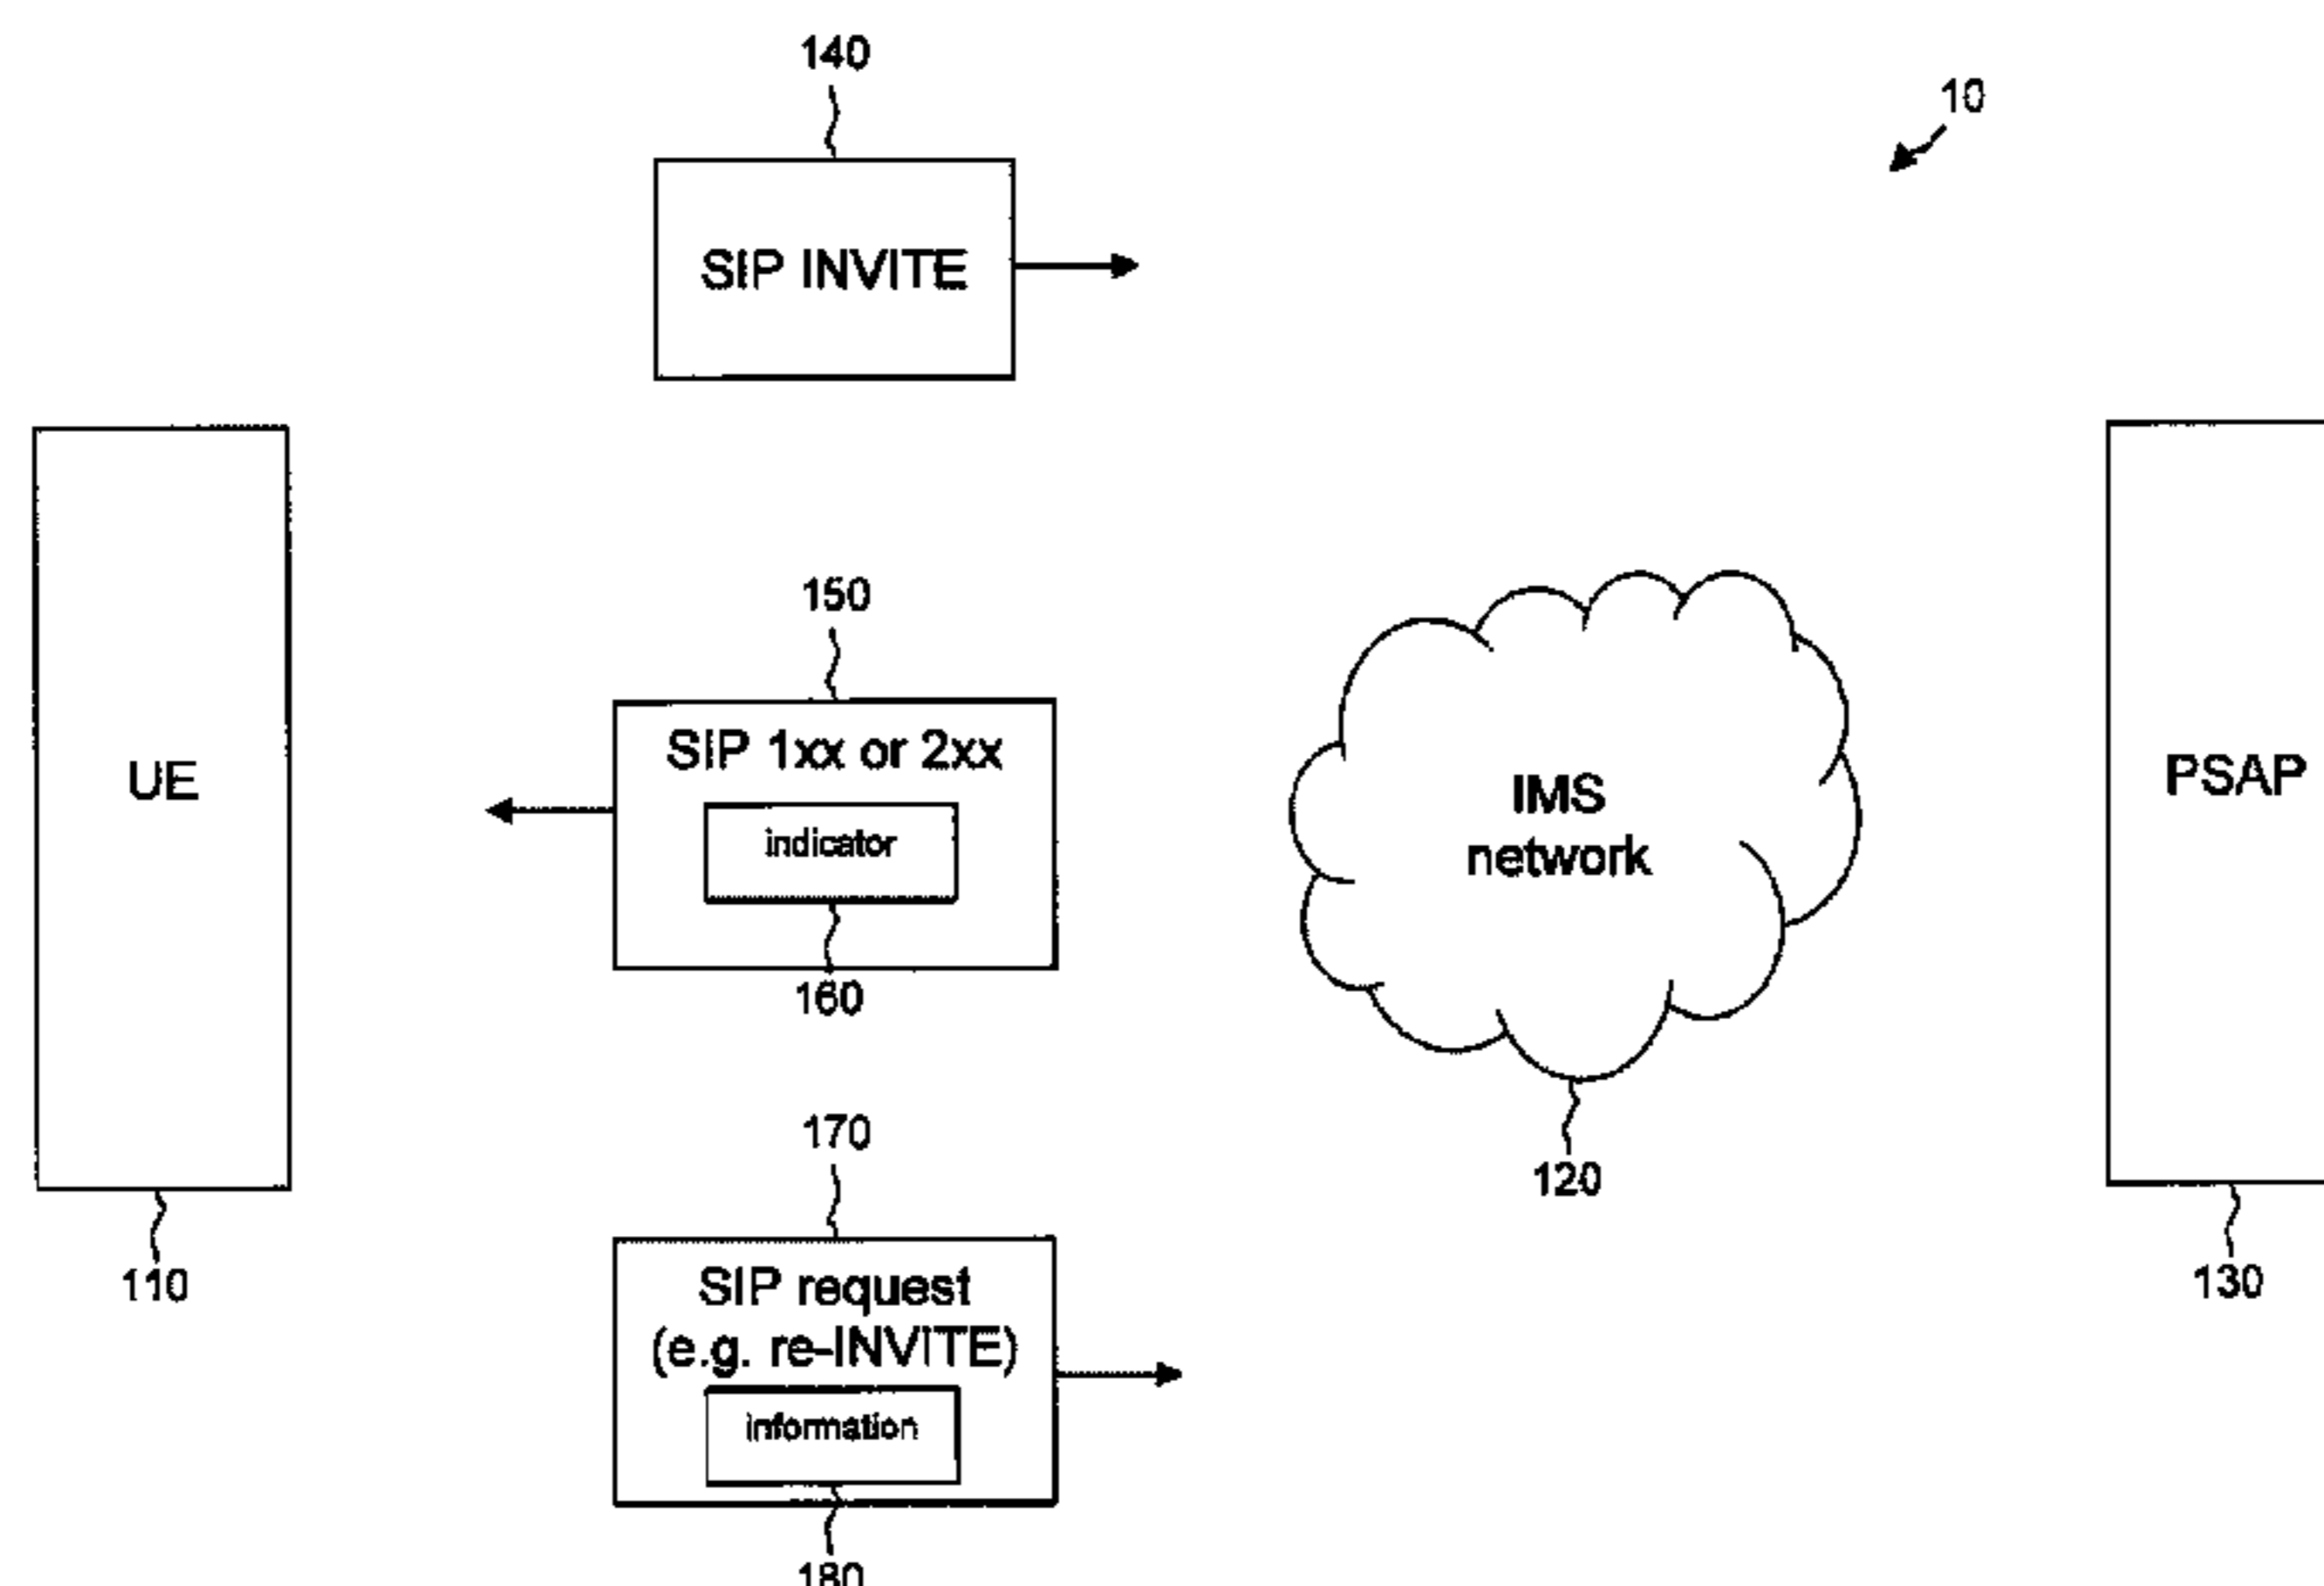 140
10
SIP INVITE
150
SIP 1xx or 2xx
UE
indicator
IMS
network
PSAP
160
170
120
110
SIP request
(e.g. re-INVITE)
information
130
180